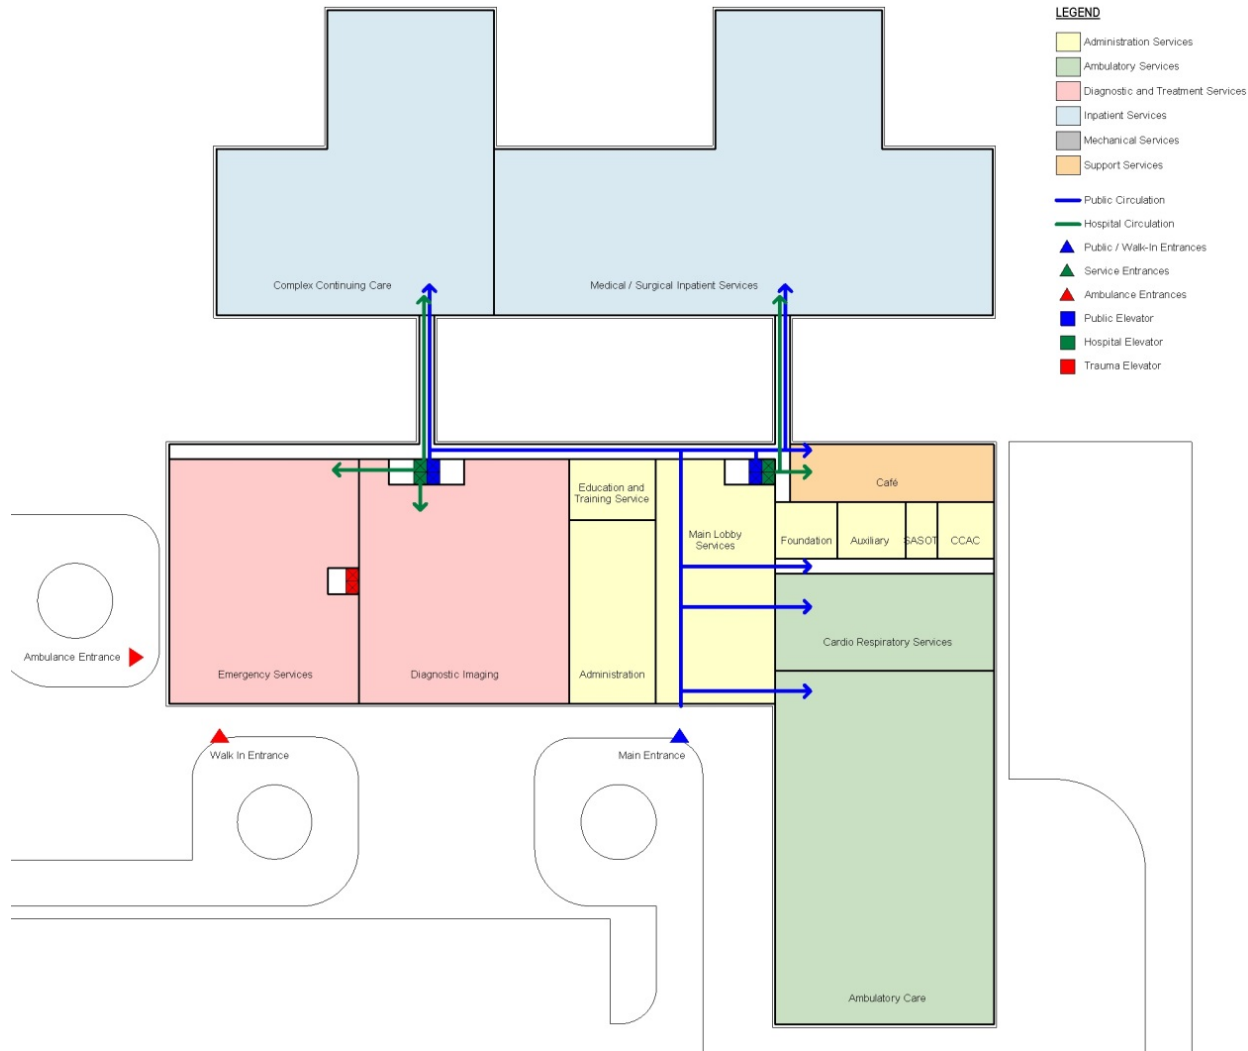 LEGEND
Administration Services
Ambulatory Services
Diagnostic and Treatment Services
Inpatient Services
Mechanical Services
Support Services
Public Circulation
Hospital Circulation
Public / Walk-In Entrances
Service Entrances
Ambulance Entrances
Public Elevator
Hospital Elevator
Trauma Elevator
Complex Continuing Care
Medical / Surgical Inpatient Services
Café
Education and
Training Service
Main Lobby
Services
Foundation
Auxiliary
SASOT
CCAC
Cardio Respiratory Services
Ambulance Entrance
Emergency Services
Diagnostic Imaging
Administration
Walk In Entrance
Main Entrance
Ambulatory Care